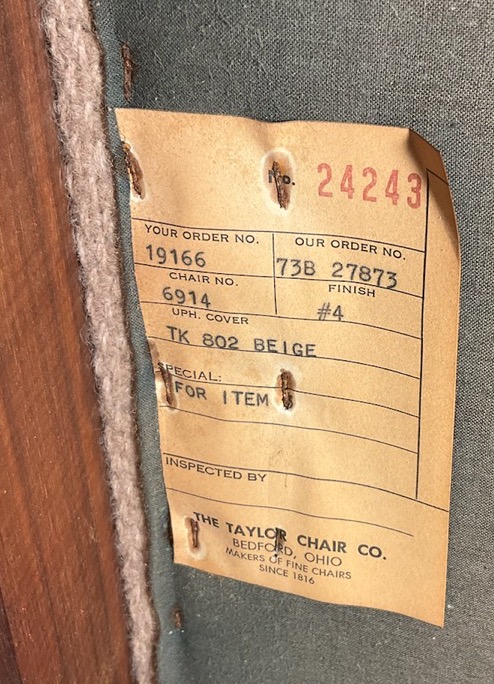 No. 24243
YOUR ORDER NO. OUR ORDER NO.
19166 73B 27873
CHAIR NO. FINISH
6914 #4
UPH. COVER
TK 802 BEIGE
SPECIAL:
FOR ITEM
INSPECTED BY
THE TAYLOR CHAIR CO.
BEDFORD, OHIO
MAKERS OF FINE CHAIRS
SINCE 1816